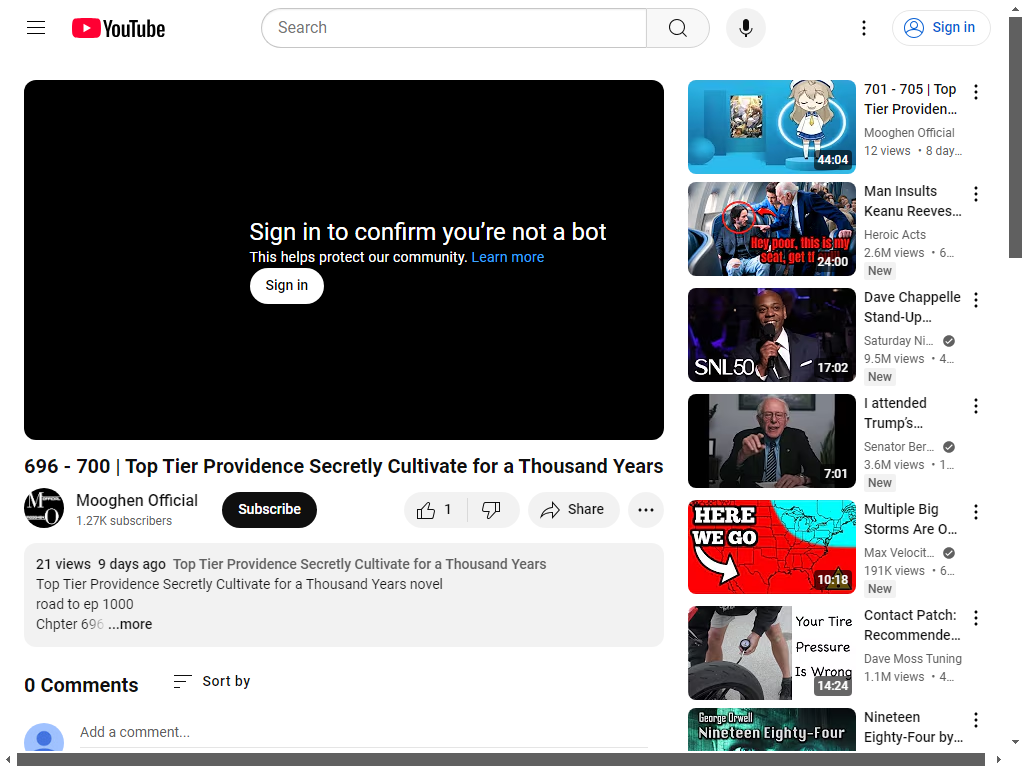 YouTube
Search
Sign in
Sign in to confirm you’re not a bot
This helps protect our community. Learn more
Sign in
696 - 700 | Top Tier Providence Secretly Cultivate for a Thousand Years
Mooghen Official
1.27K subscribers
Subscribe
1
Share
21 views 9 days ago Top Tier Providence Secretly Cultivate for a Thousand Years
Top Tier Providence Secretly Cultivate for a Thousand Years novel
road to ep 1000
Chpter 696 ...more
0 Comments
Sort by
Add a comment...
44:04
701 - 705 | Top
Tier Providen...
Mooghen Official
12 views • 8 day...
Hey poor, this is my
seat, get tf
24:00
Man Insults
Keanu Reeves...
Heroic Acts
2.6M views • 6...
New
SNL50
17:02
Dave Chappelle
Stand-Up...
Saturday Ni...
9.5M views • 4...
New
7:01
I attended
Trump’s...
Senator Ber...
3.6M views • 1...
New
HERE
WE GO
10:18
Multiple Big
Storms Are O...
Max Velocit...
191K views • 6...
New
Your Tire
Pressure
Is Wrong
14:24
Contact Patch:
Recommende...
Dave Moss Tuning
1.1M views • 4...
George Orwell
Nineteen Eighty-Four
Nineteen
Eighty-Four by...